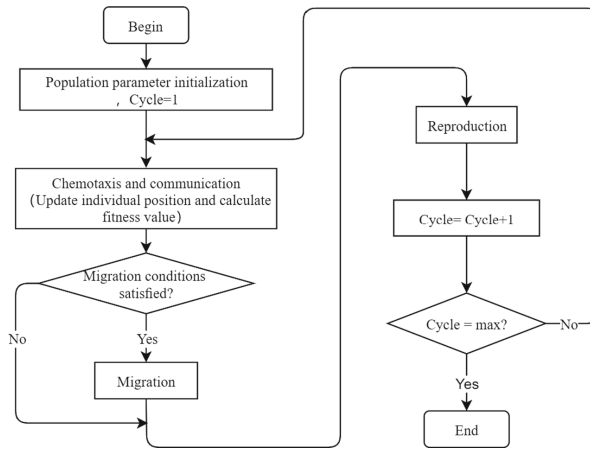 Begin
Population parameter initialization
, Cycle=1
Chemotaxis and communication
(Update individual position and calculate
fitness value)
Migration conditions
satisfied?
No
Yes
Migration
Reproduction
Cycle= Cycle+1
Cycle = max?
No
Yes
End